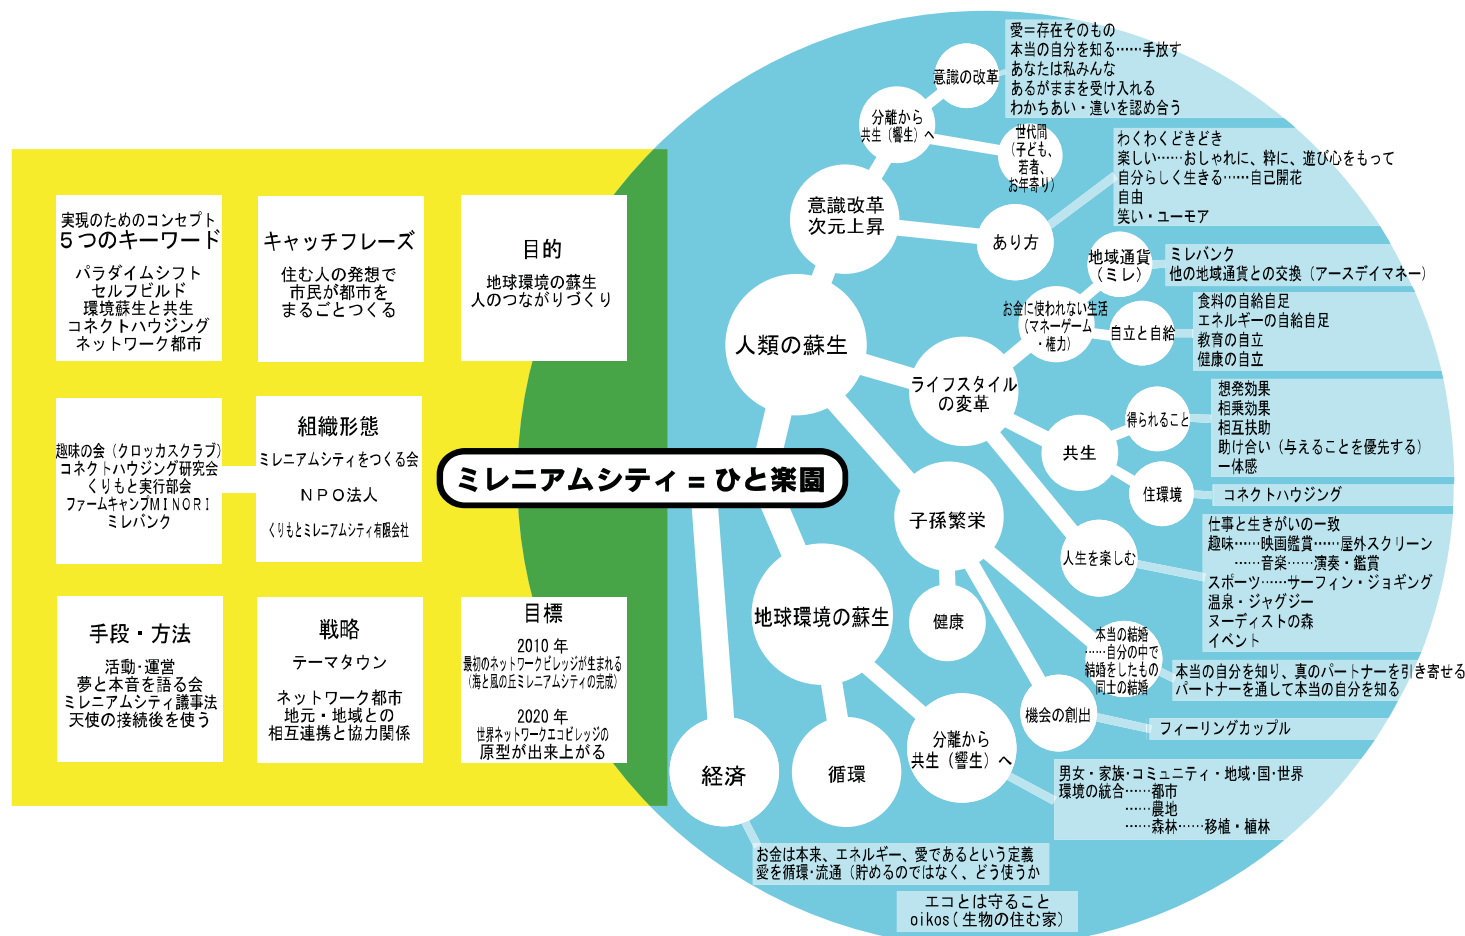 実現のためのコンセプト
5つのキーワード
パラダイムシフト
セルフビルド
環境蘇生と共生
コネクトハウジング
ネットワーク都市
キャッチフレーズ
住む人の発想で
市民が都市を
まるごとつくる
目的
地球環境の蘇生
人のつながりづくり
趣味の会（クロッカスクラブ）
コネクトハウジング研究会
くりもと実行部会
ファームキャンプMINORI
ミレバンク
組織形態
ミレニアムシティをつくる会
NPO法人
くりもとミレニアムシティ有限会社
ミレニアムシティ＝ひと楽園
手段・方法
活動・運営
夢と本音を語る会
ミレニアムシティ議事法
天使の接続後を使う
戦略
テーマタウン
ネットワーク都市
地元・地域との
相互連携と協力関係
目標
2010年
最初のネットワークビレッジが生まれる
（海と風の丘ミレニアムシティの完成）
2020年
世界ネットワークエコビレッジの
原型が出来上がる
人類の蘇生
意識改革
次元上昇
分離から
共生（響生）へ
意識の改革
愛＝存在そのもの
本当の自分を知る……手放す
あなたは私みんな
あるがままを受け入れる
わかちあい・違いを認め合う
世代間
（子ども、
若者、
お年寄り）
あり方
わくわくどきどき
楽しい……おしゃれに、粋に、遊び心をもって
自分らしく生きる……自己開花
自由
笑い・ユーモア
ライフスタイル
の変革
お金に使われない生活
（マネーゲーム
・権力）
地域通貨
（ミレ）
ミレバンク
他の地域通貨との交換（アースデイマネー）
自立と自給
食料の自給自足
エネルギーの自給自足
教育の自立
健康の自立
共生
得られること
想発効果
相乗効果
相互扶助
助け合い（与えることを優先する）
一体感
住環境
コネクトハウジング
人生を楽しむ
仕事と生きがいの一致
趣味……映画鑑賞……屋外スクリーン
……音楽……演奏・鑑賞
スポーツ……サーフィン・ジョギング
温泉・ジャグジー
ヌーディストの森
イベント
子孫繁栄
健康
本当の結婚
……自分の中で
結婚をしたもの
同士の結婚
本当の自分を知り、真のパートナーを引き寄せる
パートナーを通して本当の自分を知る
機会の創出
フィーリングカップル
地球環境の蘇生
分離から
共生（響生）へ
男女・家族・コミュニティ・地域・国・世界
環境の統合……都市
……農地
……森林……移植・植林
循環
経済
お金は本来、エネルギー、愛であるという定義
愛を循環・流通（貯めるのではなく、どう使うか
エコとは守ること
oikos（生物の住む家）